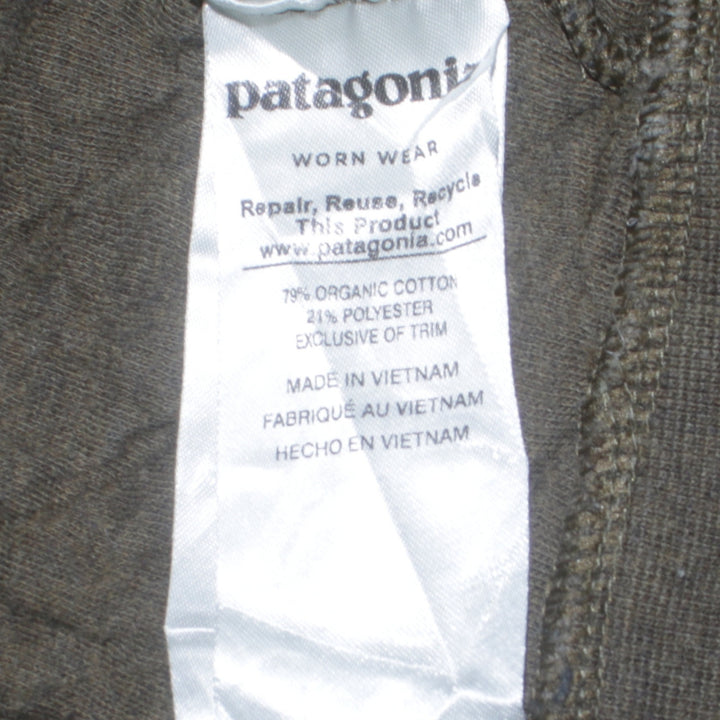 patagonia
WORN WEAR
Repair, Reuse, Recycle
This Product
www.patagonia.com
79% ORGANIC COTTON
21% POLYESTER
EXCLUSIVE OF TRIM
MADE IN VIETNAM
FABRIQUÉ AU VIETNAM
HECHO EN VIETNAM